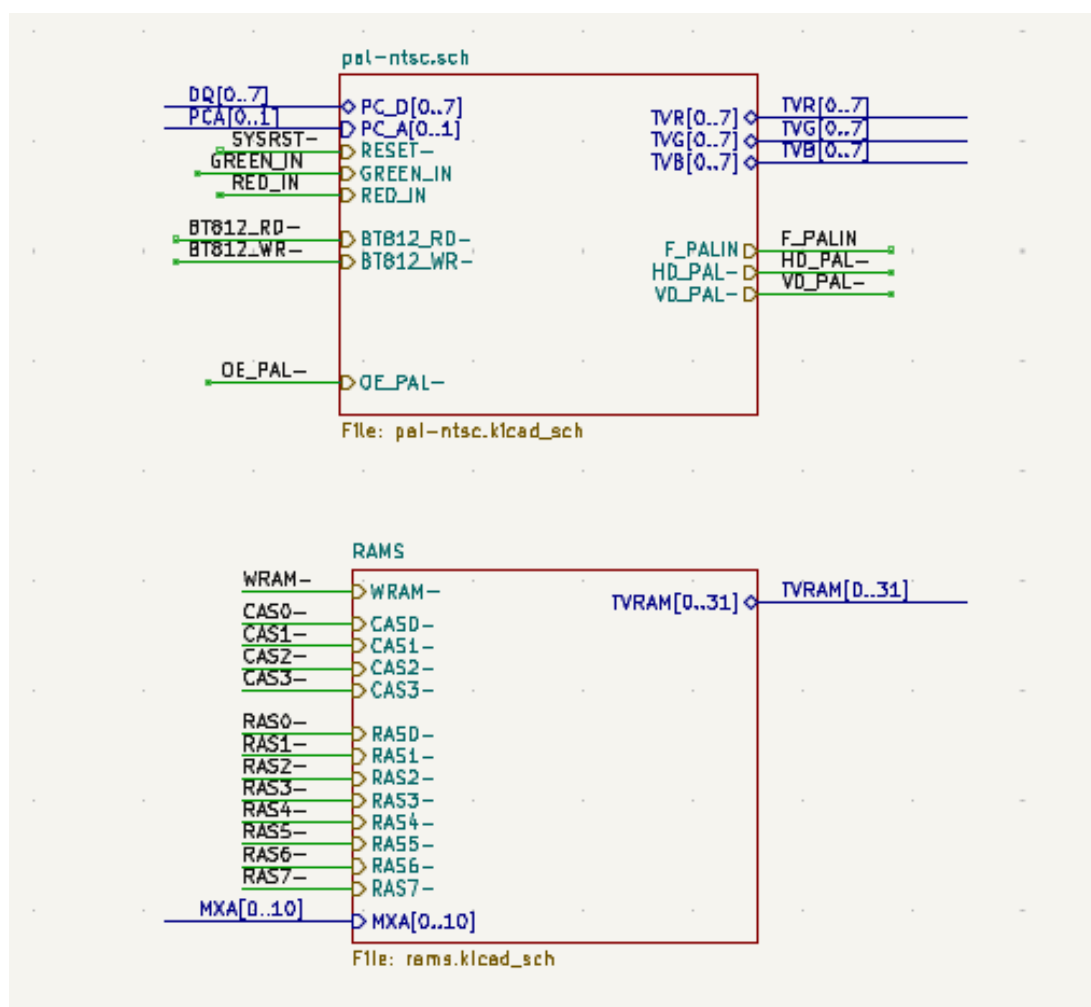 pal-ntsc.sch
DQ[0..7]
PC_D[0..7]
TVR[0..7]
TVR[0..7]
PCA[0..1]
PC_A[0..1]
TVG[0..7]
TVG[0..7]
SYSRST-
RESET-
TVB[0..7]
TVB[0..7]
GREEN_IN
GREEN_IN
RED_IN
RED_IN
BT812_RD-
BT812_RD-
F_PALIN
F_PALIN
BT812_WR-
BT812_WR-
HD_PAL-
HD_PAL-
VD_PAL-
VD_PAL-
OE_PAL-
OE_PAL-
File: pal-ntsc.kicad_sch
RAMS
WRAM-
WRAM-
TVRAM[0..31]
TVRAM[0..31]
CAS0-
CAS0-
CAS1-
CAS1-
CAS2-
CAS2-
CAS3-
CAS3-
RAS0-
RAS0-
RAS1-
RAS1-
RAS2-
RAS2-
RAS3-
RAS3-
RAS4-
RAS4-
RAS5-
RAS5-
RAS6-
RAS6-
RAS7-
RAS7-
MXA[0..10]
MXA[0..10]
File: rams.kicad_sch